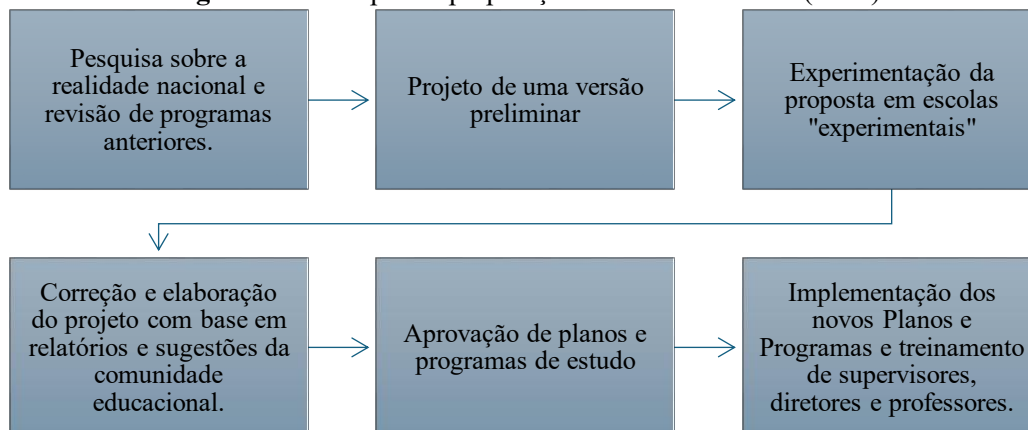 Pesquisa sobre a
realidade nacional e
revisão de programas
anteriores.
Projeto de uma versão
preliminar
Experimentação da
proposta em escolas
"experimentais"
Correção e elaboração
do projeto com base em
relatórios e sugestões da
comunidade
educacional.
Aprovação de planos e
programas de estudo
Implementação dos
novos Planos e
Programas e treinamento
de supervisores,
diretores e professores.